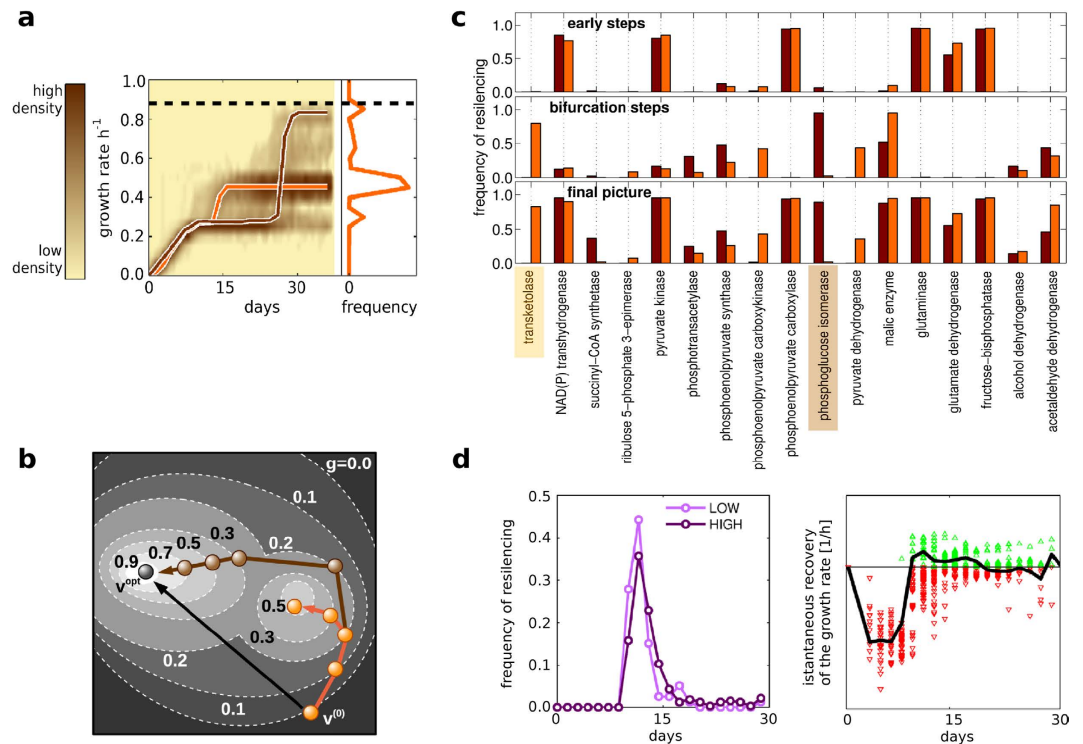 a
high
density
low
density
growth rate h⁻¹
1.0
0.8
0.6
0.4
0.2
0.0
0
15
30
days
frequency
b
g=0.0
0.1
0.2
0.3
0.5
0.7
0.9
v^opt
0.5
0.3
0.2
0.1
v^(0)
c
frequency of resilencing
early steps
1
0.5
0
bifurcation steps
1
0.5
0
final picture
1
0.5
0
transketolase
NAD(P) transhydrogenase
succinyl−CoA synthetase
ribulose 5−phosphate 3−epimerase
pyruvate kinase
phosphotransacetylase
phosphoenolpyruvate synthase
phosphoenolpyruvate carboxykinase
phosphoenolpyruvate carboxylase
phosphoglucose isomerase
pyruvate dehydrogenase
malic enzyme
glutaminase
glutamate dehydrogenase
fructose−bisphosphatase
alcohol dehydrogenase
acetaldehyde dehydrogenase
d
frequency of resilencing
0.5
0.4
0.3
0.2
0.1
0.0
LOW
HIGH
0
15
30
days
istantaneous recovery
of the growth rate [1/h]
0
0
15
30
days